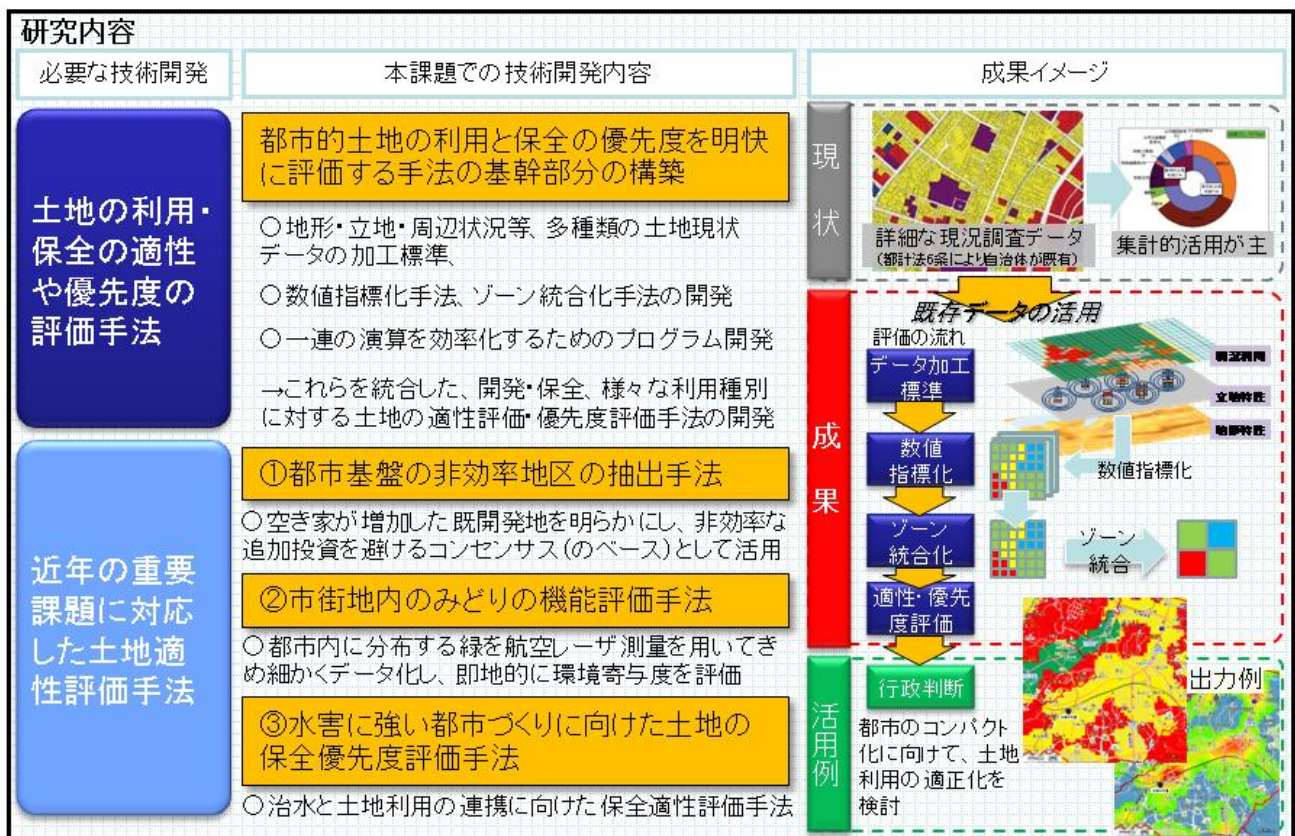 研究内容
必要な技術開発
本課題での技術開発内容
成果イメージ
土地の利用・
保全の適性
や優先度の
評価手法
都市的土地の利用と保全の優先度を明快
に評価する手法の基幹部分の構築
○地形・立地・周辺状況等、多種類の土地現状
データの加工標準、
○数値指標化手法、ゾーン統合化手法の開発
○一連の演算を効率化するためのプログラム開発
→これらを統合した、開発・保全、様々な利用種別
に対する土地の適性評価・優先度評価手法の開発
近年の重要
課題に対応
した土地適
性評価手法
①都市基盤の非効率地区の抽出手法
○空き家が増加した既開発地を明らかにし、非効率な
追加投資を避けるコンセンサス(のベース)として活用
②市街地内のみどりの機能評価手法
○都市内に分布する緑を航空レーザ測量を用いてき
め細かくデータ化し、即地的に環境寄与度を評価
③水害に強い都市づくりに向けた土地の
保全優先度評価手法
○治水と土地利用の連携に向けた保全適性評価手法
現状
詳細な現況調査データ
(都計法6条により自治体が既有)
集計的活用が主
成果
既存データの活用
評価の流れ
データ加工
標準
数値
指標化
ゾーン
統合化
適性・優先
度評価
立地特性
数値指標化
ゾーン
統合
活用例
行政判断
都市のコンパクト
化に向けて、土地
利用の適正化を
検討
出力例